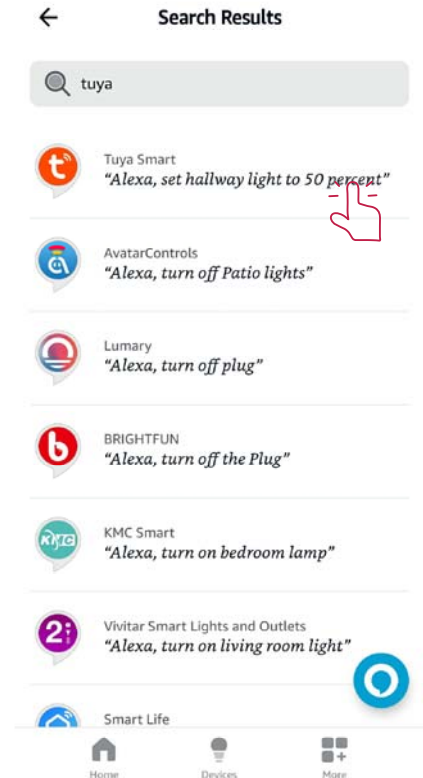 Search Results
tuya
Tuya Smart
“Alexa, set hallway light to 50 percent”
AvatarControls
“Alexa, turn off Patio lights”
Lumary
“Alexa, turn off plug”
BRIGHTFUN
“Alexa, turn off the Plug”
KMC
KMC Smart
“Alexa, turn on bedroom lamp”
Vivitar Smart Lights and Outlets
“Alexa, turn on living room light”
Smart Life
Home
Devices
More